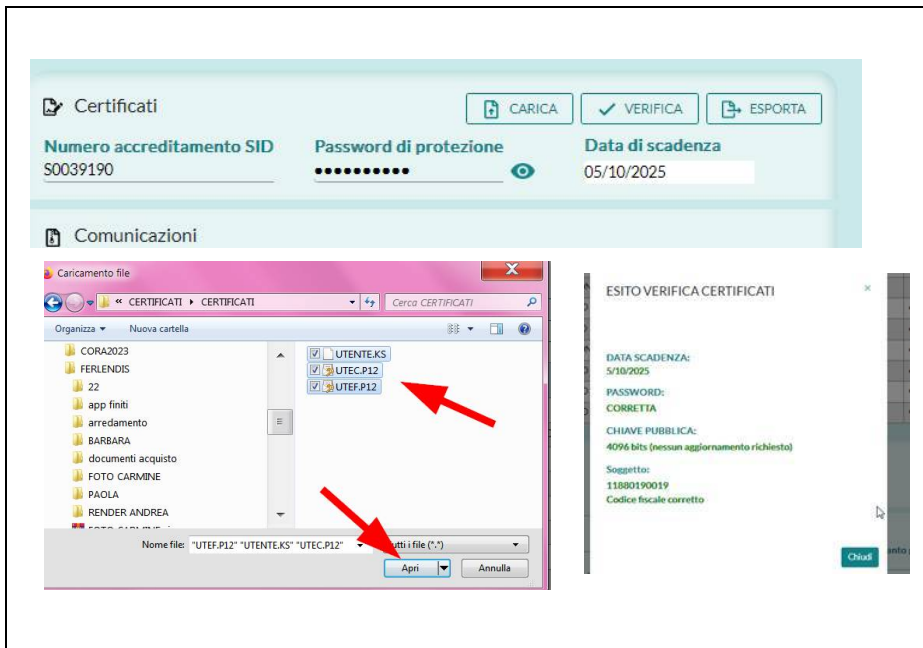 Certificati
CARICA
VERIFICA
ESPORTA
Numero accreditamento SID
Password di protezione
Data di scadenza
S0039190
••••••••••
05/10/2025
Comunicazioni
Caricamento file
X
« CERTIFICATI ▸ CERTIFICATI
Cerca CERTIFICATI
Organizza
Nuova cartella
CORA2023
FERLENDIS
22
app finiti
arredamento
BARBARA
documenti acquisto
FOTO CARMINE
PAOLA
RENDER ANDREA
UTENTE.KS
UTEC.P12
UTEF.P12
Nome file:
"UTEF.P12" "UTENTE.KS" "UTEC.P12"
utti i file (*.*)
Apri
Annulla
ESITO VERIFICA CERTIFICATI
×
DATA SCADENZA:
5/10/2025
PASSWORD:
CORRETTA
CHIAVE PUBBLICA:
4096 bits (nessun aggiornamento richiesto)
Soggetto:
11880190019
Codice fiscale corretto
Chiudi